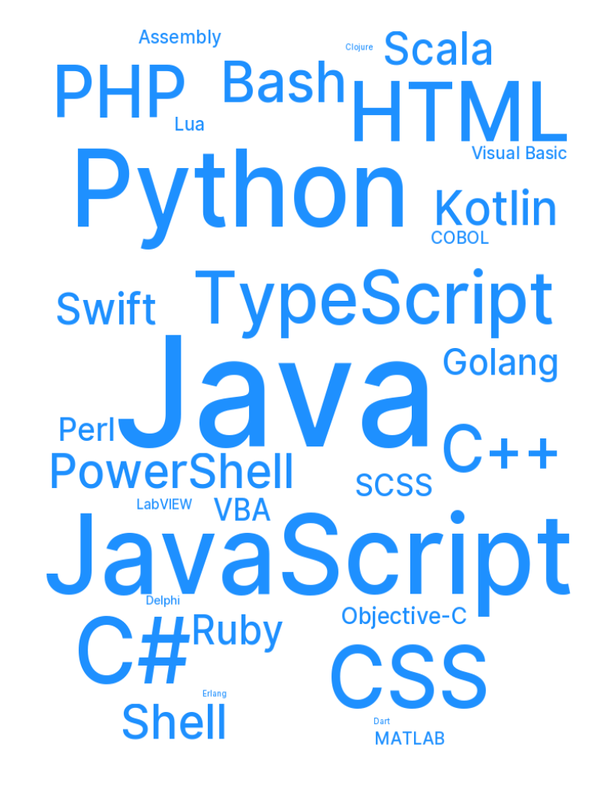 Assembly
Clojure
Scala
PHP
Bash
HTML
Lua
Visual Basic
Python
Kotlin
COBOL
TypeScript
Swift
Java
Golang
Perl
C++
PowerShell
SCSS
LabVIEW
VBA
JavaScript
Delphi
Objective-C
C#
Ruby
CSS
Erlang
Shell
Dart
MATLAB